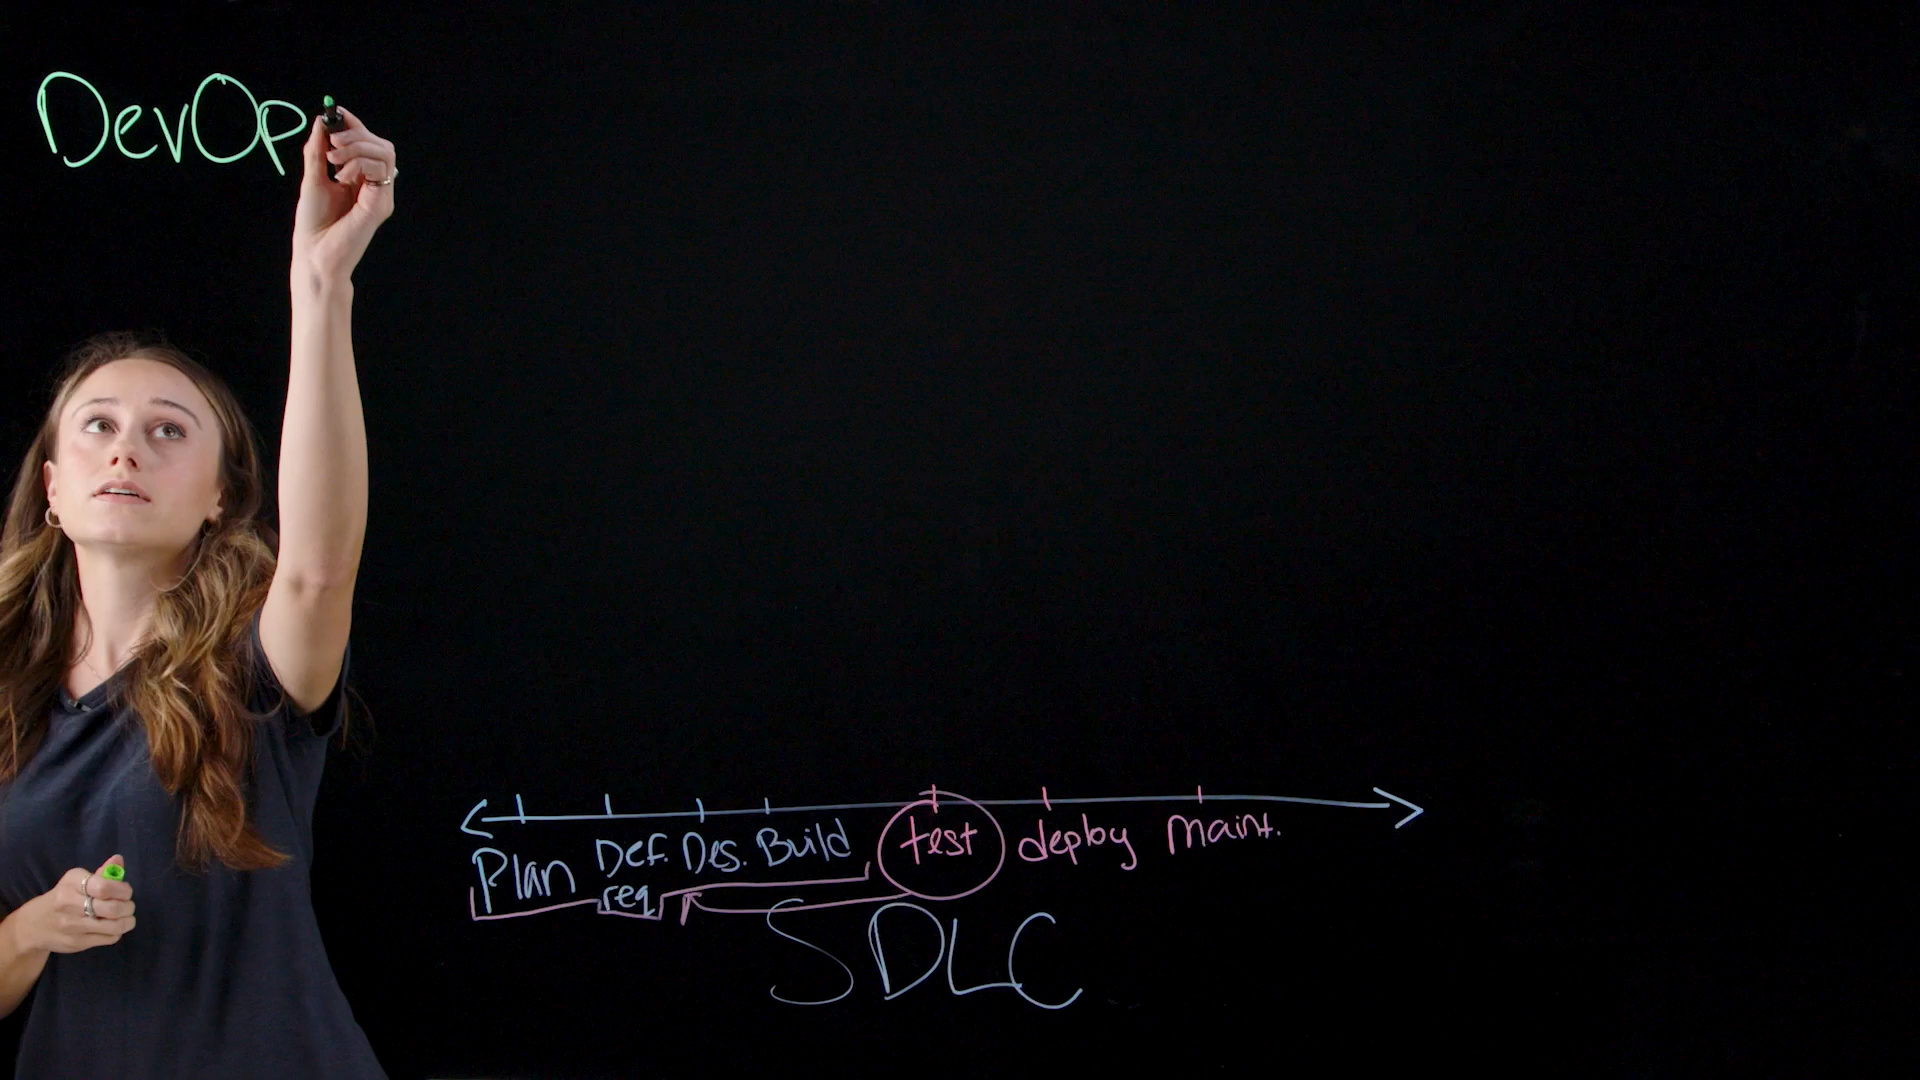 DevOp
Plan Def. Des. Build test deploy Maint.
req
SDLC